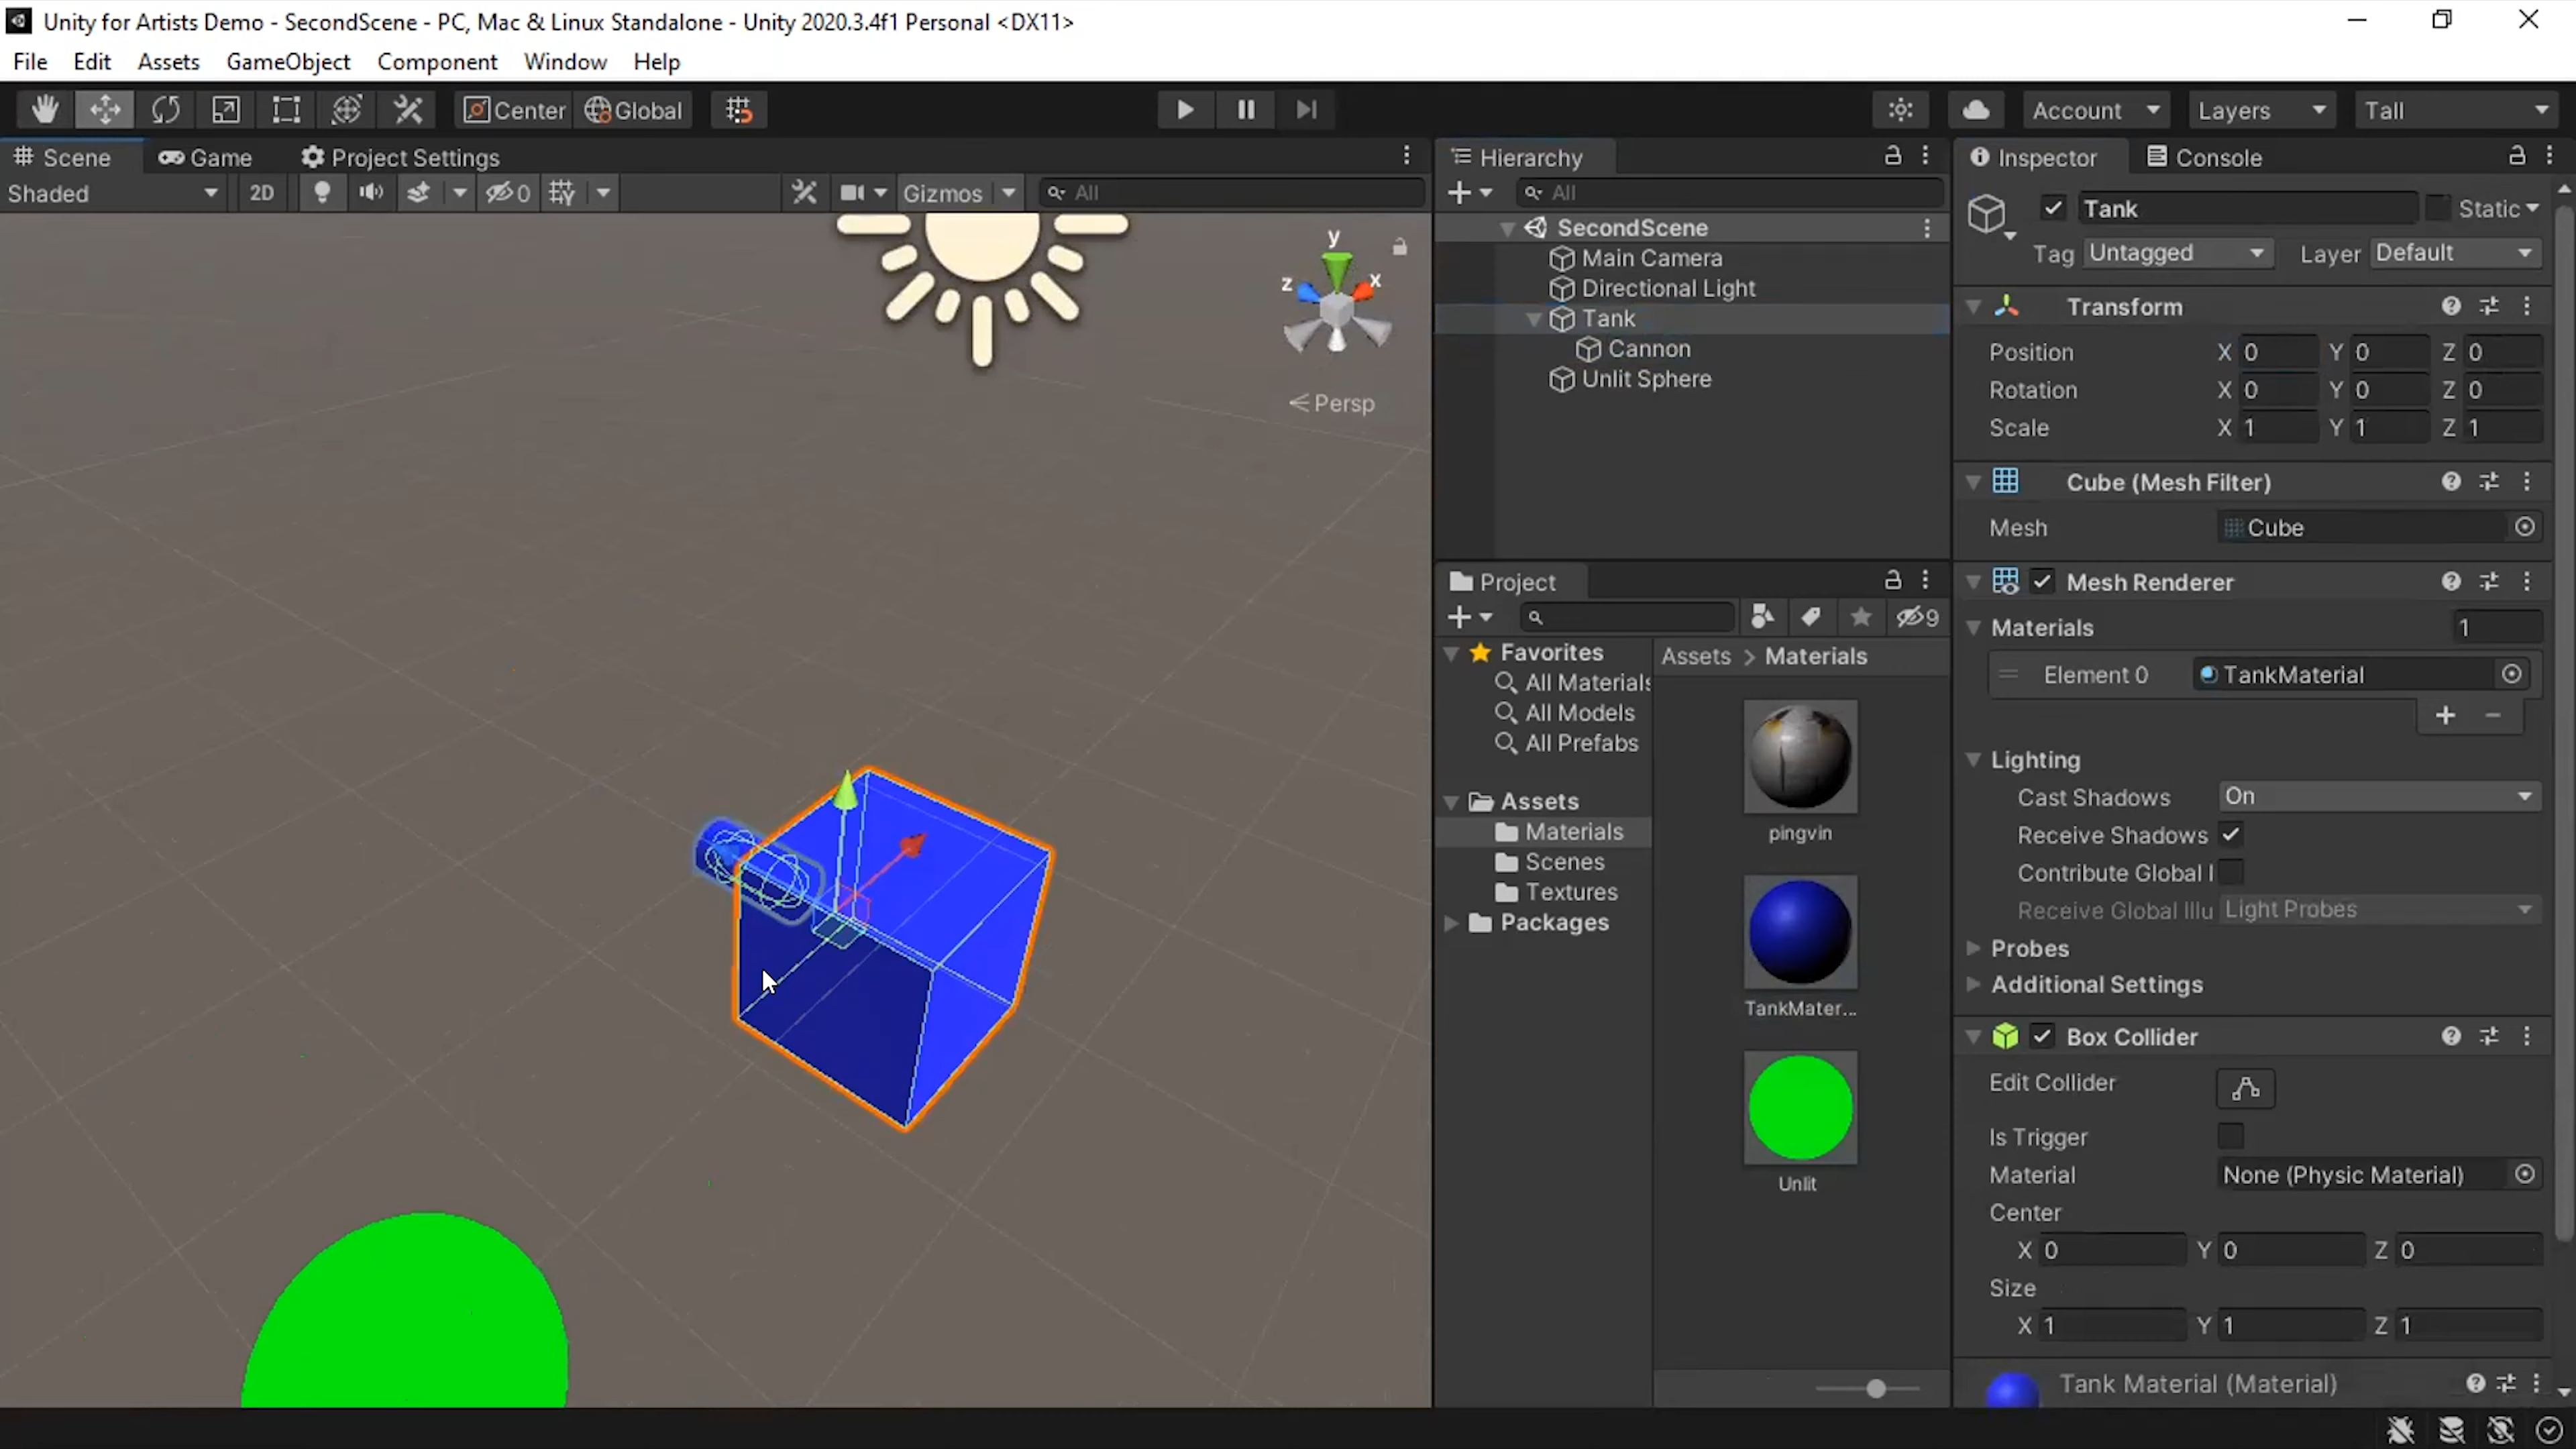 Unity for Artists Demo - SecondScene - PC, Mac & Linux Standalone - Unity 2020.3.4f1 Personal <DX11>
File Edit Assets GameObject Component Window Help
Center Global Account Layers Tall
Scene Game Project Settings
Shaded 2D 0 Gizmos All
y
z x
Persp
Hierarchy
All
SecondScene
Main Camera
Directional Light
Tank
Cannon
Unlit Sphere
Project
9
Favorites
All Materials
All Models
All Prefabs
Assets
Materials
Scenes
Textures
Packages
Assets > Materials
pingvin
TankMater...
Unlit
Inspector Console
Tank Static
Tag Untagged Layer Default
Transform
Position X 0 Y 0 Z 0
Rotation X 0 Y 0 Z 0
Scale X 1 Y 1 Z 1
Cube (Mesh Filter)
Mesh Cube
Mesh Renderer
Materials 1
Element 0 TankMaterial
Lighting
Cast Shadows On
Receive Shadows
Contribute Global I
Receive Global Illu Light Probes
Probes
Additional Settings
Box Collider
Edit Collider
Is Trigger
Material None (Physic Material)
Center
X 0 Y 0 Z 0
Size
X 1 Y 1 Z 1
Tank Material (Material)